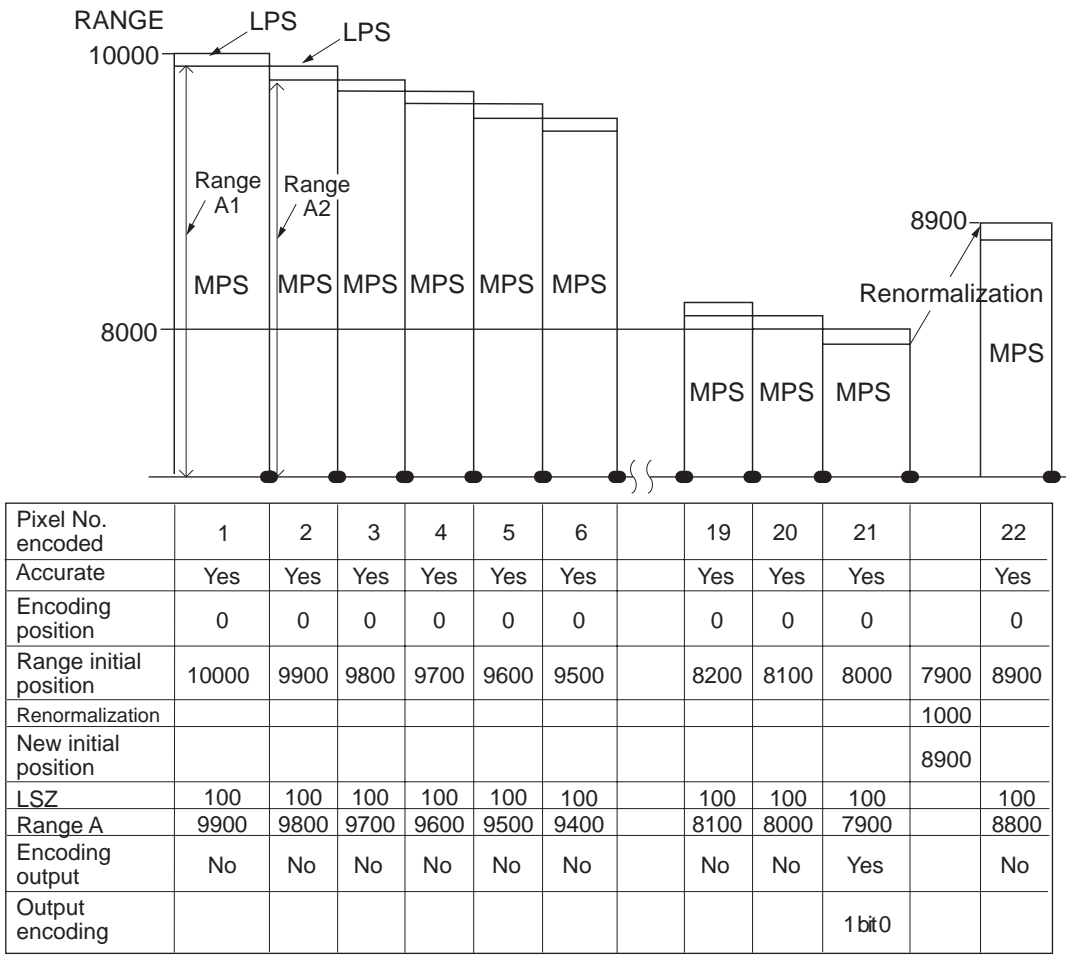 RANGE
LPS
LPS
10000
Range
A1
Range
A2
8900
MPS
MPS
MPS
MPS
MPS
MPS
Renormalization
8000
MPS
MPS
MPS
MPS
Pixel No. encoded 1 2 3 4 5 6 19 20 21 22
Accurate Yes Yes Yes Yes Yes Yes Yes Yes Yes Yes
Encoding position 0 0 0 0 0 0 0 0 0 0
Range initial position 10000 9900 9800 9700 9600 9500 8200 8100 8000 7900 8900
Renormalization 1000
New initial position 8900
LSZ 100 100 100 100 100 100 100 100 100 100
Range A 9900 9800 9700 9600 9500 9400 8100 8000 7900 8800
Encoding output No No No No No No No No Yes No
Output encoding 1 bit 0